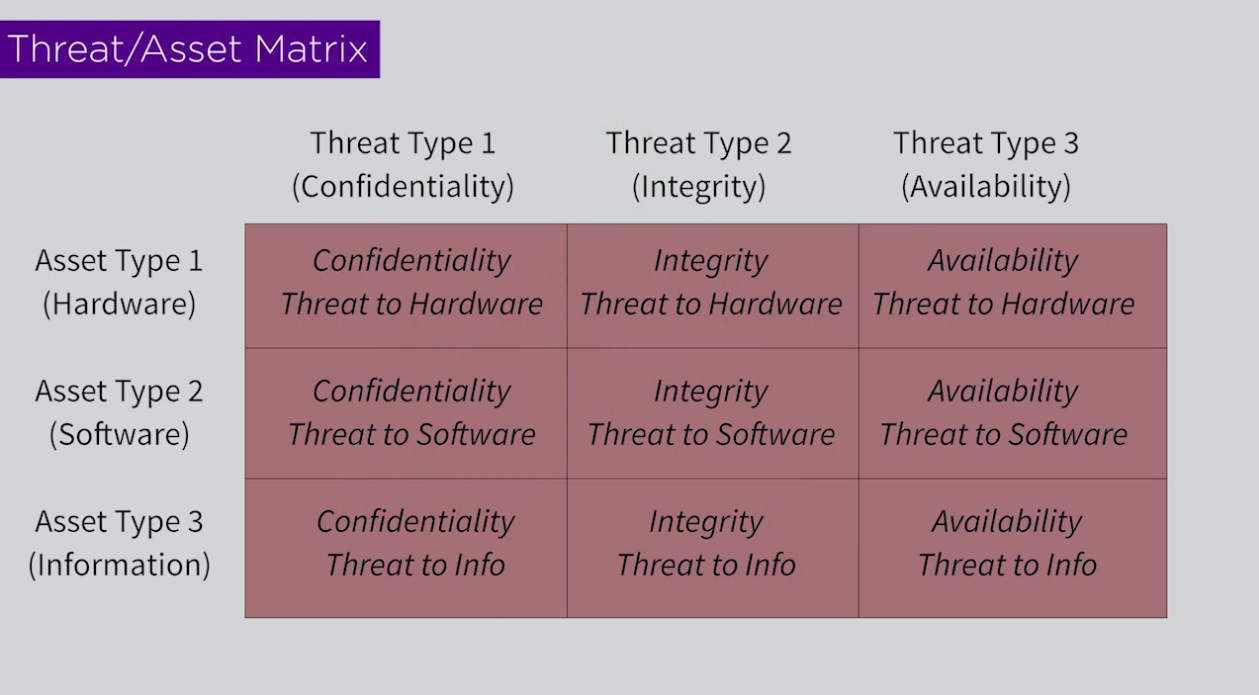 Threat/Asset Matrix
Threat Type 1
(Confidentiality)
Threat Type 2
(Integrity)
Threat Type 3
(Availability)
Asset Type 1
(Hardware)
Confidentiality
Threat to Hardware
Integrity
Threat to Hardware
Availability
Threat to Hardware
Asset Type 2
(Software)
Confidentiality
Threat to Software
Integrity
Threat to Software
Availability
Threat to Software
Asset Type 3
(Information)
Confidentiality
Threat to Info
Integrity
Threat to Info
Availability
Threat to Info